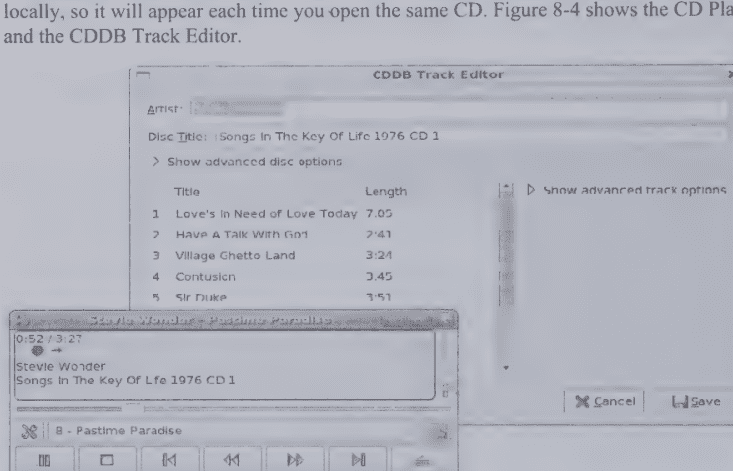 locally, so it will appear each time you open the same CD. Figure 8-4 shows the CD Pla
and the CDDB Track Editor.
CDDB Track Editor
Artist:
Disc Title: Songs In The Key Of Life 1976 CD 1
> Show advanced disc options
Title Length
1 Love's In Need of Love Today 7:05
2 Have A Talk With God 2:41
3 Village Ghetto Land 3:24
4 Contusion 3:45
5 Sir Duke 3:51
Show advanced track options
Cancel Save
Stevie Wonder - Pastime Paradise
0:52 / 3:27
Stevie Wonder
Songs In The Key Of Life 1976 CD 1
8 - Pastime Paradise